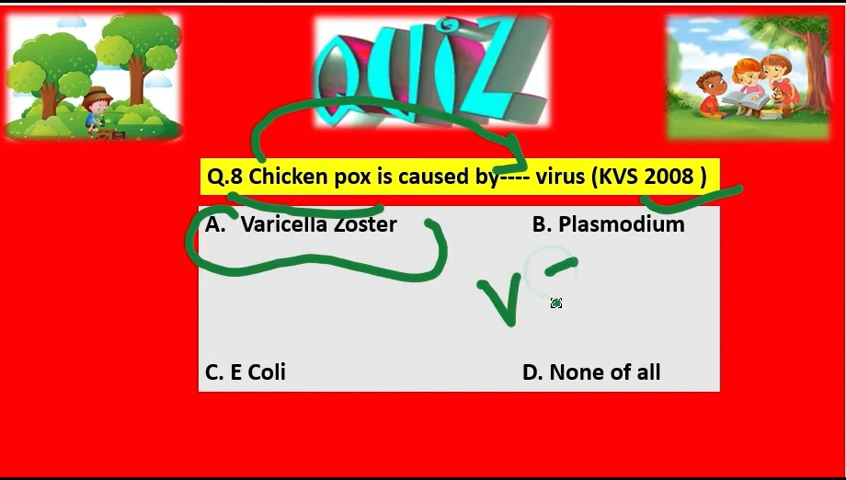 QUIZ
Q.8 Chicken pox is caused by---- virus (KVS 2008 )
A. Varicella Zoster
B. Plasmodium
V
C. E Coli
D. None of all